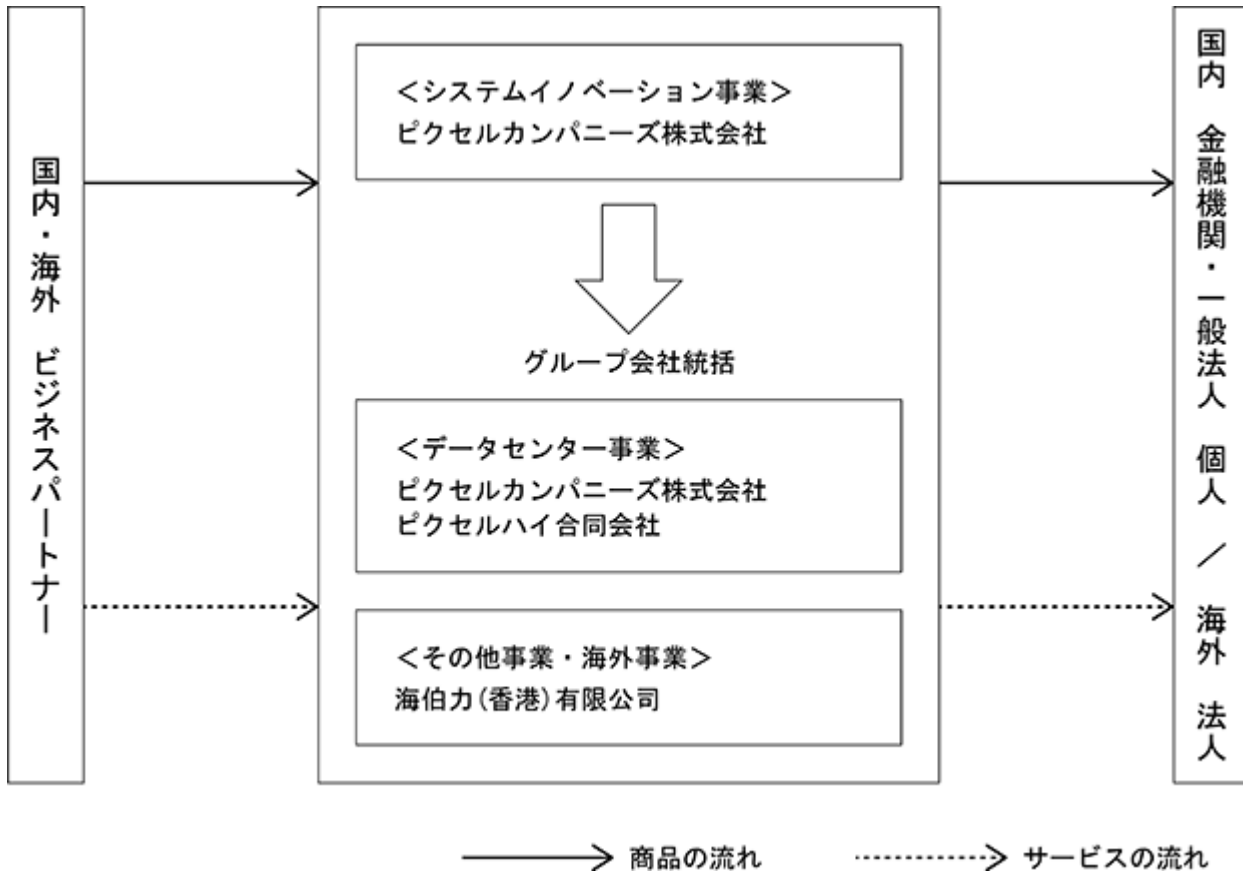 国内・海外　ビジネスパートナー
＜システムイノベーション事業＞
ピクセルカンパニーズ株式会社
グループ会社統括
＜データセンター事業＞
ピクセルカンパニーズ株式会社
ピクセルハイ合同会社
＜その他事業・海外事業＞
海伯力(香港)有限公司
国内　金融機関・一般法人　個人　／　海外　法人
商品の流れ
サービスの流れ